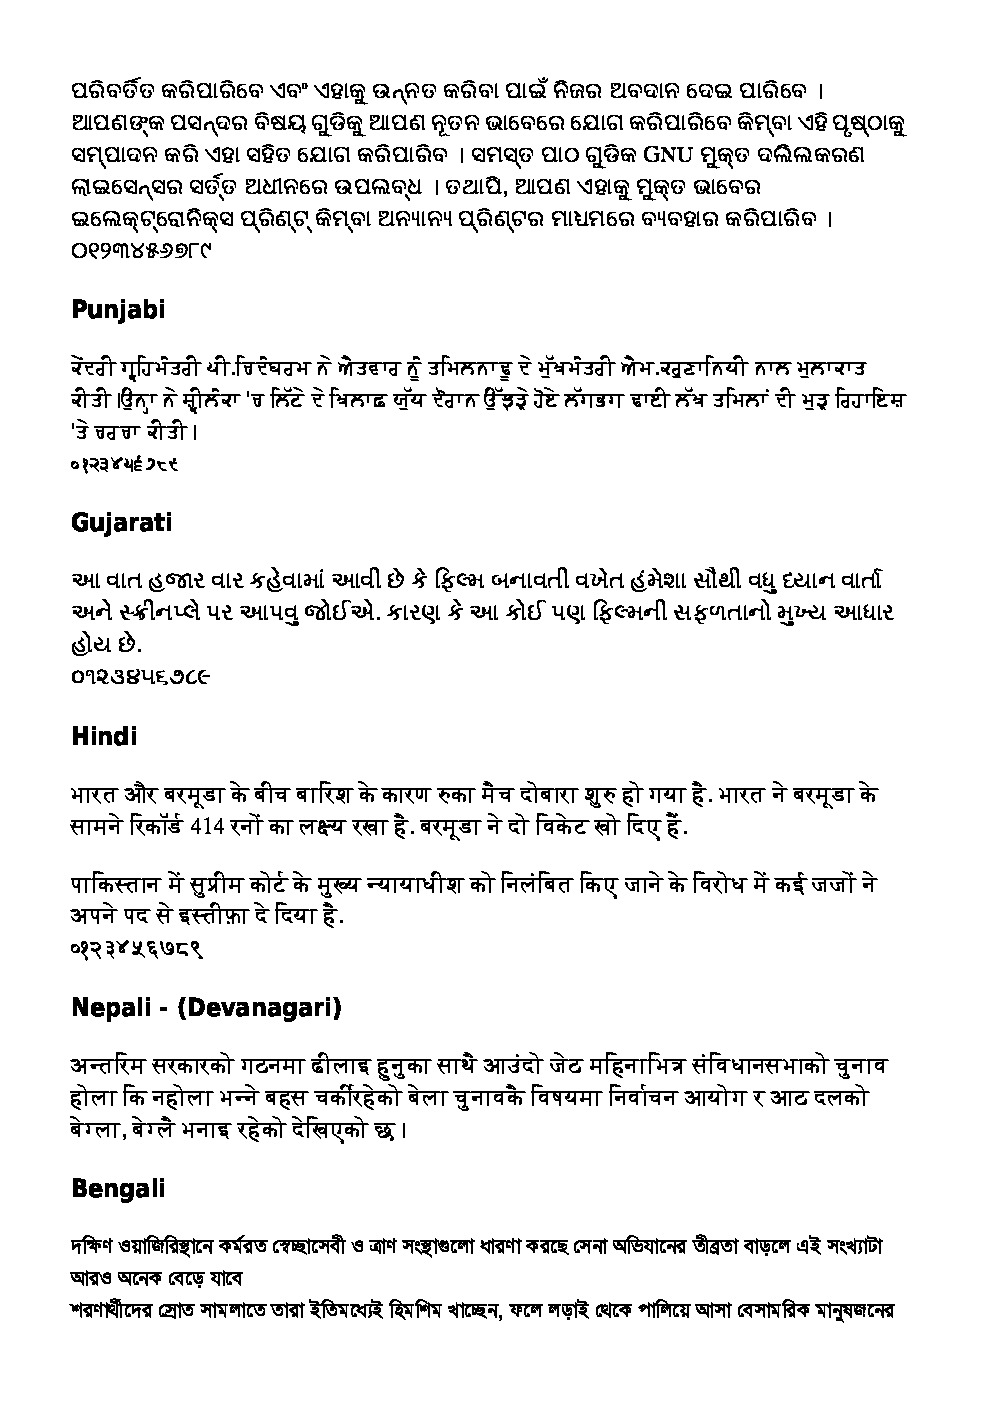 ପରିବର୍ତିତ କରିପାରିବେ ଏବଂ ଏହାକୁ ଉନ୍ନତ କରିବା ପାଇଁ ନିଜର ଅବଦାନ ଦେଇ ପାରିବେ ।
ଆପଣଙ୍କ ପସନ୍ଦର ବିଷୟ ଗୁଡିକୁ ଆପଣ ନୂତନ ଭାବେରେ ଯୋଗ କରିପାରିବେ କିମ୍ବା ଏହି ପୃଷ୍ଠାକୁ
ସମ୍ପାଦନ କରି ଏହା ସହିତ ଯୋଗ କରିପାରିବ । ସମସ୍ତ ପାଠ ଗୁଡିକ GNU ମୁକ୍ତ ଦଲିଲକରଣ
ଲାଇସେନ୍ସର ସର୍ତ୍ତ ଅଧୀନରେ ଉପଲବ୍ଧ । ତଥାପି, ଆପଣ ଏହାକୁ ମୁକ୍ତ ଭାବେର
ଇଲେକ୍ଟ୍ରୋନିକ୍ସ ପ୍ରିଣ୍ଟ୍ କିମ୍ବା ଅନ୍ୟାନ୍ୟ ପ୍ରିଣ୍ଟର ମାଧ୍ୟମରେ ବ୍ୟବହାର କରିପାରିବ ।
୦୧୨୩୪୫୬୭୮୯
Punjabi
ਕੇਂਦਰੀ ਗ੍ਰਹਿਮੰਤਰੀ ਪੀ.ਚਿਦੰਬਰਮ ਨੇ ਐਤਵਾਰ ਨੂੰ ਤਮਿਲਨਾਡੂ ਦੇ ਮੁੱਖਮੰਤਰੀ ਐਮ.ਕਰੁਣਾਨਿਧੀ ਨਾਲ ਮੁਲਾਕਾਤ
ਕੀਤੀ।ਉਨ੍ਹਾ ਨੇ ਸ਼੍ਰੀਲੰਕਾ 'ਚ ਲਿੱਟੇ ਦੇ ਖਿਲਾਫ਼ ਯੁੱਧ ਦੌਰਾਨ ਉੱਝੜੇ ਹੋਏ ਲੱਗਭਗ ਢਾਈ ਲੱਖ ਤਮਿਲਾਂ ਦੀ ਮੁੜ ਰਿਹਾਇਸ਼
'ਤੇ ਚਰਚਾ ਕੀਤੀ।
੦੧੨੩੪੫੬੭੮੯
Gujarati
આ વાત હજાર વાર કહેવામાં આવી છે કે ફિલ્મ બનાવતી વખેત હંમેશા સૌથી વધુ ધ્યાન વાર્તા
અને સ્ક્રીનપ્લે પર આપવુ જોઈએ. કારણ કે આ કોઈ પણ ફિલ્મની સફળતાનો મુખ્ય આધાર
હોય છે.
૦૧૨૩૪૫૬૭૮૯
Hindi
भारत और बरमूडा के बीच बारिश के कारण रुका मैच दोबारा शुरु हो गया है. भारत ने बरमूडा के
सामने रिकॉर्ड 414 रनों का लक्ष्य रखा है. बरमूडा ने दो विकेट खो दिए हैं.
पाकिस्तान में सुप्रीम कोर्ट के मुख्य न्यायाधीश को निलंबित किए जाने के विरोध में कई जजों ने
अपने पद से इस्तीफ़ा दे दिया है.
०१२३४५६७८९
Nepali - (Devanagari)
अन्तरिम सरकारको गठनमा ढीलाइ हुनुका साथै आउंदो जेट महिनाभित्र संविधानसभाको चुनाव
होला कि नहोला भन्ने बहस चर्कीरहेको बेला चुनावकै विषयमा निर्वाचन आयोग र आट दलको
बेग्ला, बेग्लै भनाइ रहेको देखिएको छ।
Bengali
দক্ষিণ ওয়াজিরিস্থানে কর্মরত স্বেচ্ছাসেবী ও ত্রাণ সংস্থাগুলো ধারণা করছে সেনা অভিযানের তীব্রতা বাড়লে এই সংখ্যাটা
আরও অনেক বেড়ে যাবে
শরণার্থীদের স্রোত সামলাতে তারা ইতিমধ্যেই হিমশিম খাচ্ছেন, ফলে লড়াই থেকে পালিয়ে আসা বেসামরিক মানুষজনের